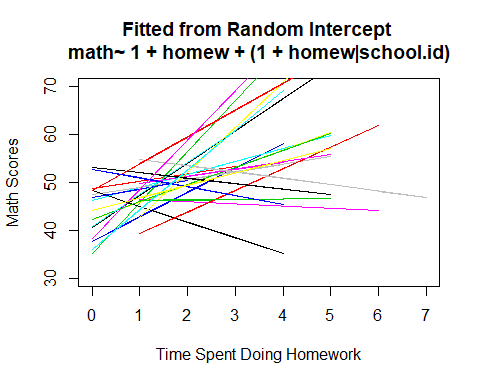 Fitted from Random Intercept
math~ 1 + homew + (1 + homew|school.id)
70
60
50
40
30
Math Scores
0 1 2 3 4 5 6 7
Time Spent Doing Homework